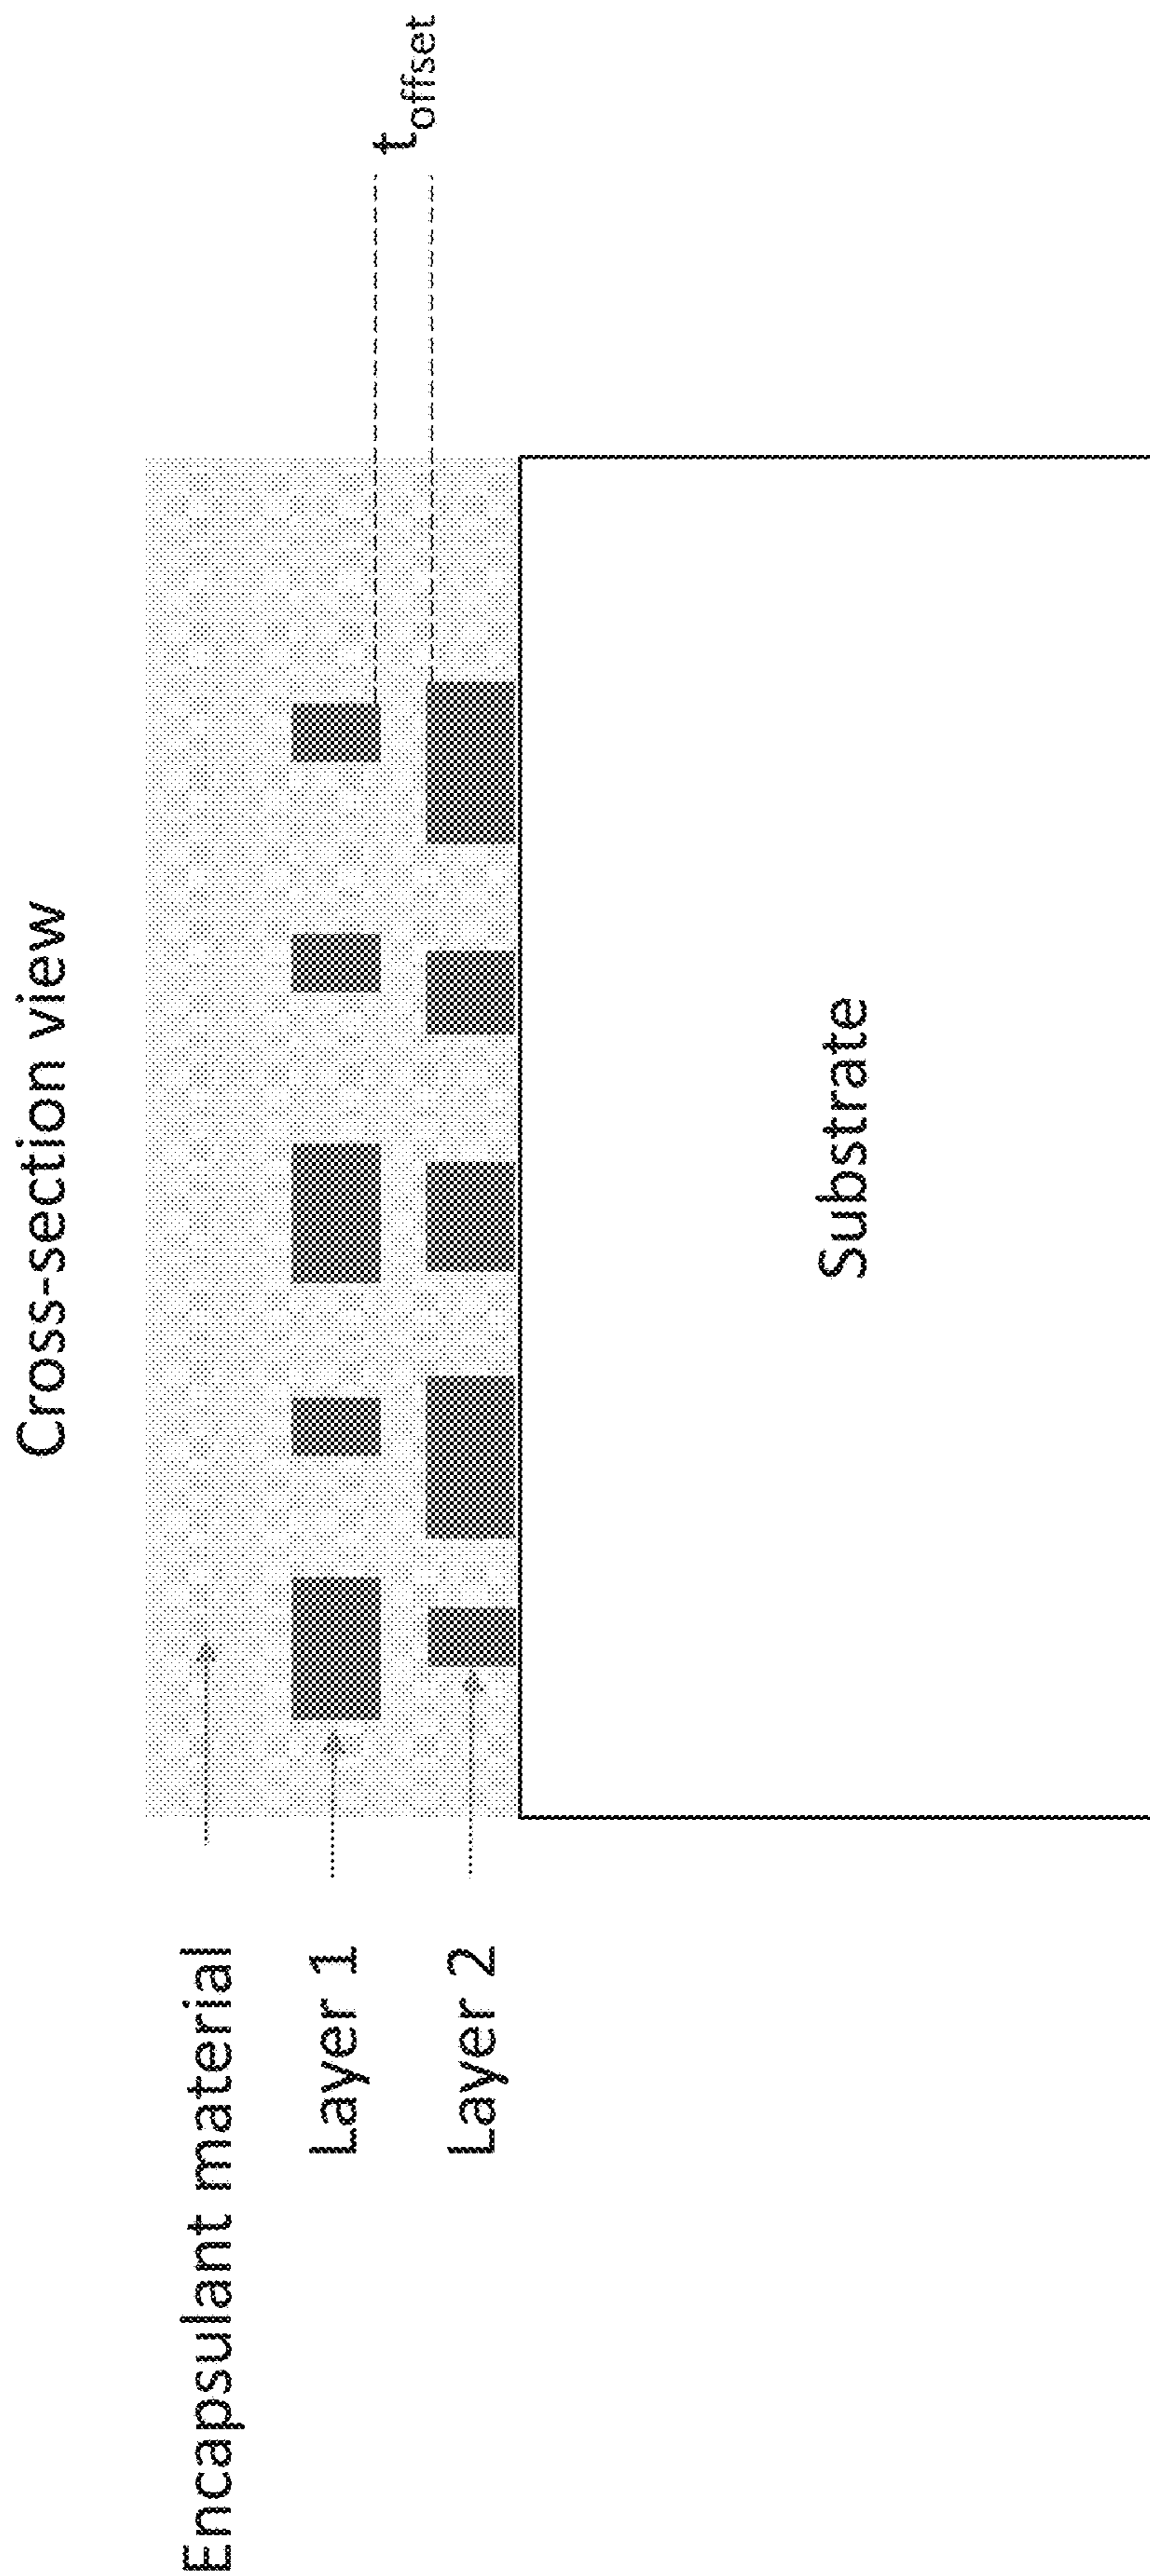 Cross-section view
Encapsulant material
Layer 1
Layer 2
t_offset
Substrate